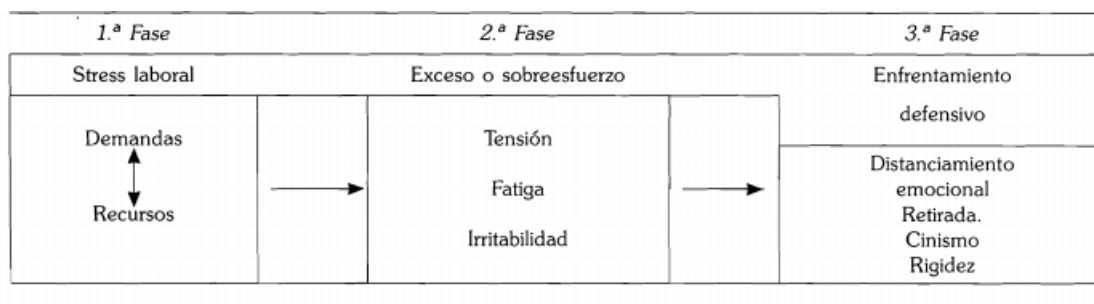 1.ª Fase 2.ª Fase 3.ª Fase
Stress laboral Exceso o sobreesfuerzo Enfrentamiento
defensivo
Demandas
Recursos
Tensión
Fatiga
Irritabilidad
Distanciamiento
emocional
Retirada.
Cinismo
Rigidez